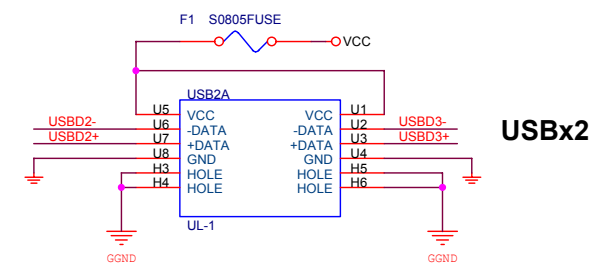 F1 S0805FUSE
VCC
USB2A
U5 VCC VCC U1
USBD2- U6 -DATA -DATA U2 USBD3-
USBD2+ U7 +DATA +DATA U3 USBD3+
U8 GND GND U4
H3 HOLE HOLE H5
H4 HOLE HOLE H6
UL-1
USBx2
GGND GGND